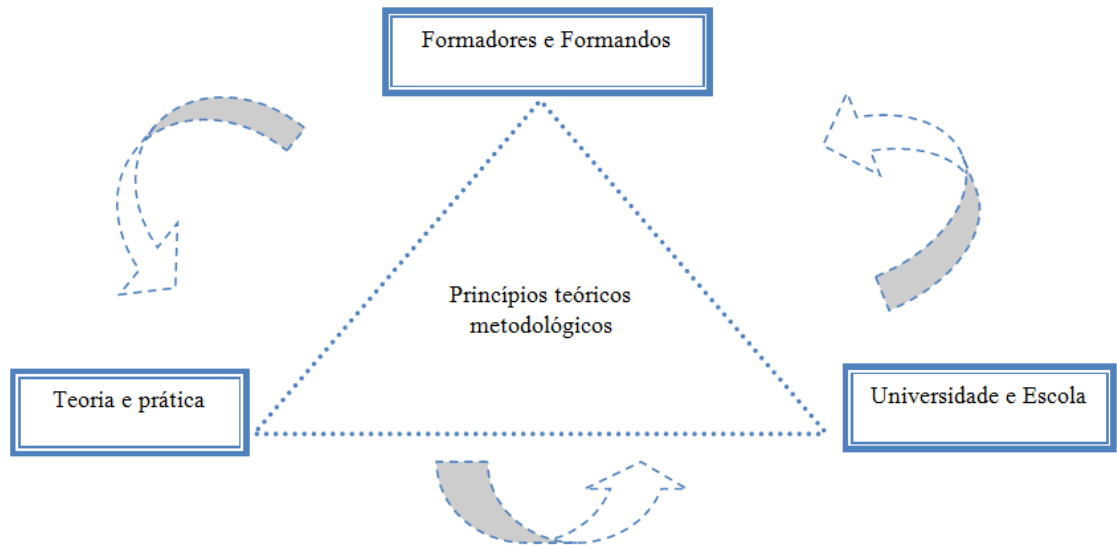 Formadores e Formandos
Princípios teóricos
metodológicos
Teoria e prática
Universidade e Escola